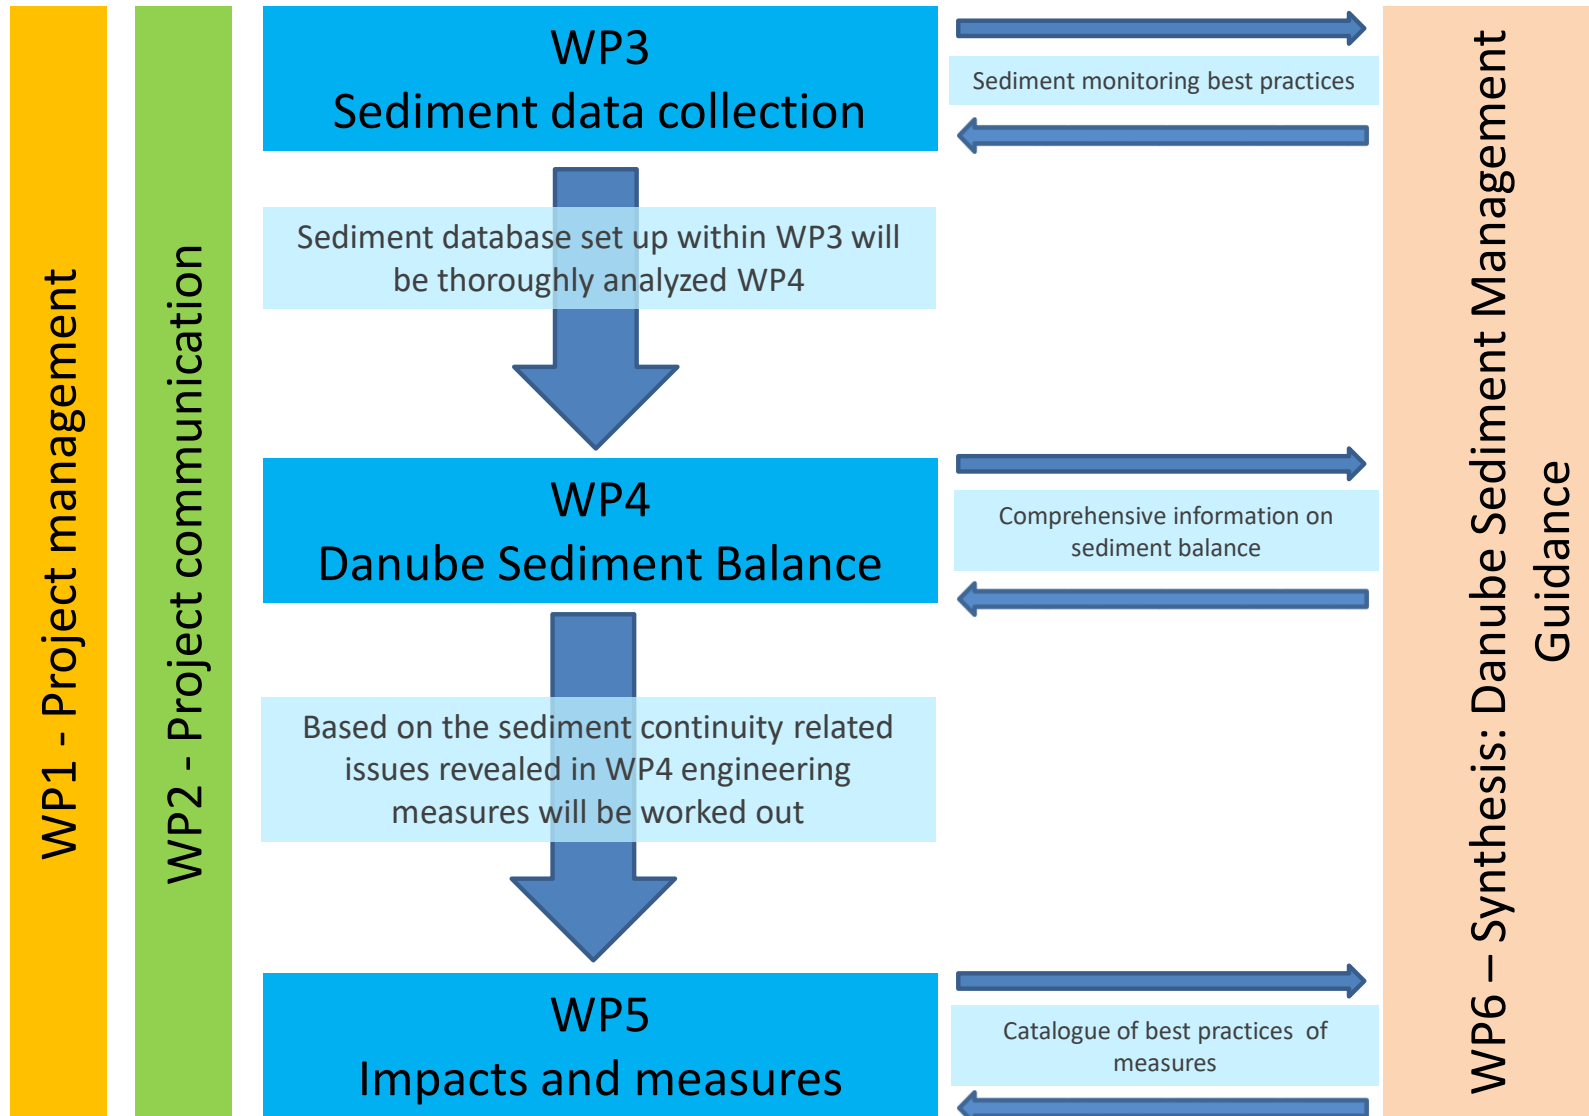 WP1 - Project management
WP2 - Project communication
WP3
Sediment data collection
Sediment monitoring best practices
Sediment database set up within WP3 will
be thoroughly analyzed WP4
WP4
Danube Sediment Balance
Comprehensive information on
sediment balance
Based on the sediment continuity related
issues revealed in WP4 engineering
measures will be worked out
WP5
Impacts and measures
Catalogue of best practices of
measures
WP6 – Synthesis: Danube Sediment Management
Guidance